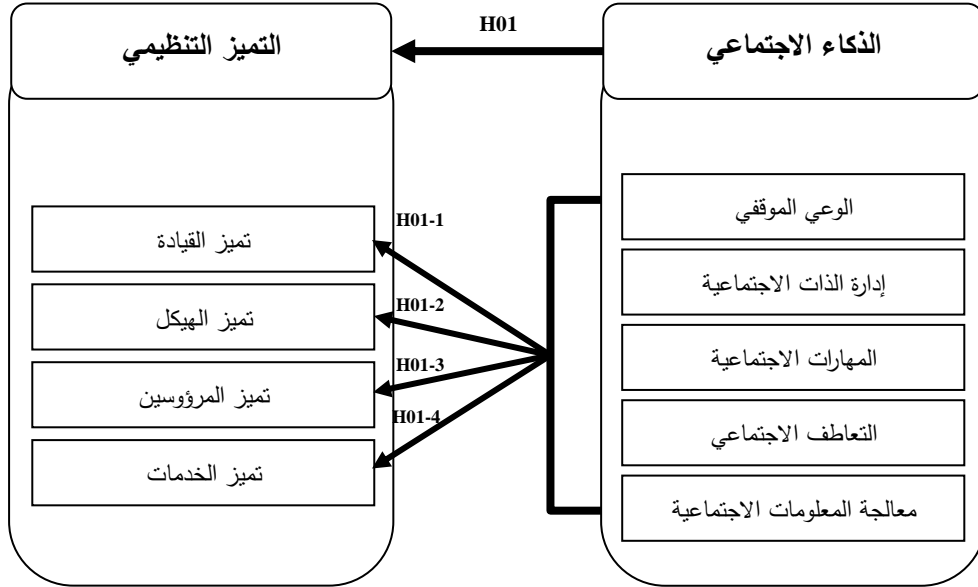 الذكاء الاجتماعي
H01
التميز التنظيمي
الوعي الموقفي
إدارة الذات الاجتماعية
المهارات الاجتماعية
التعاطف الاجتماعي
معالجة المعلومات الاجتماعية
H01-1
H01-2
H01-3
H01-4
تميز القيادة
تميز الهيكل
تميز المرؤوسين
تميز الخدمات